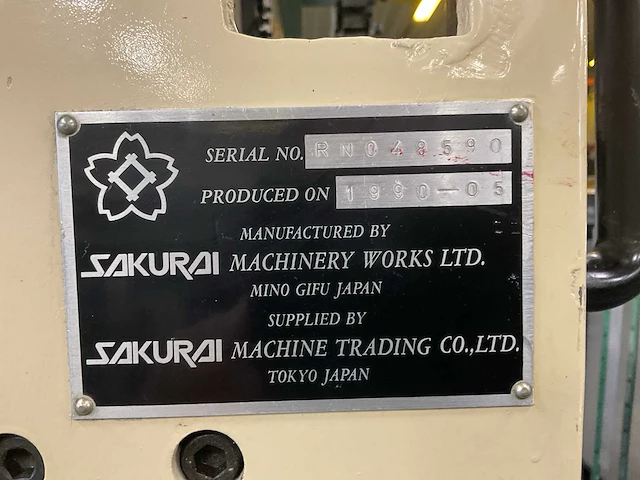 SERIAL NO. RN048590
PRODUCED ON 1990-05
MANUFACTURED BY
SAKURAI MACHINERY WORKS LTD.
MINO GIFU JAPAN
SUPPLIED BY
SAKURAI MACHINE TRADING CO.,LTD.
TOKYO JAPAN